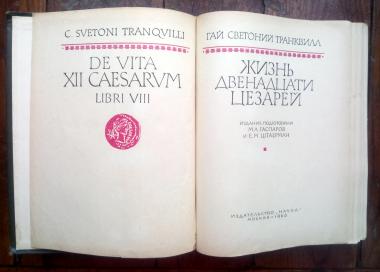 C. SVETONI TRANQVILLI
DE VITA
XII CAESARVM
LIBRI VIII
ГАЙ СВЕТОНИЙ ТРАНКВИЛЛ
ЖИЗНЬ
ДВЕНАДЦАТИ
ЦЕЗАРЕЙ
ИЗДАНИЕ ПОДГОТОВИЛИ
М.Л. ГАСПАРОВ
И Е.М. ШТАЕРМАН
ИЗДАТЕЛЬСТВО „НАУКА“
МОСКВА